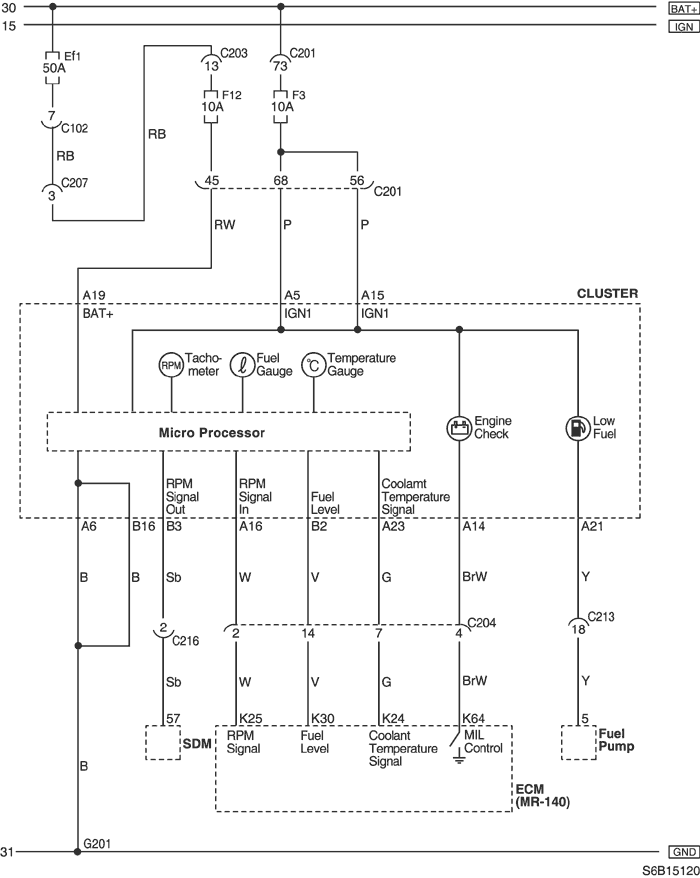 30
BAT+
15
IGN
Ef1
50A
C203
13
C201
73
F12
10A
F3
10A
7
C102
RB
RB
C207
3
45
68
56
C201
RW
P
P
A19
A5
A15
CLUSTER
BAT+
IGN1
IGN1
RPM
Tacho-
meter
ℓ
Fuel
Gauge
°C
Temperature
Gauge
Micro Processor
Engine
Check
Low
Fuel
RPM
Signal
Out
RPM
Signal
In
Fuel
Level
Coolamt
Temperature
Signal
A6
B16
B3
A16
B2
A23
A14
A21
B
B
Sb
W
V
G
BrW
Y
2
C216
2
14
7
4
C204
C213
18
Sb
W
V
G
BrW
Y
57
K25
K30
K24
K64
5
SDM
RPM
Signal
Fuel
Level
Coolant
Temperature
Signal
MIL
Control
Fuel
Pump
B
ECM
(MR-140)
G201
31
GND
S6B15120